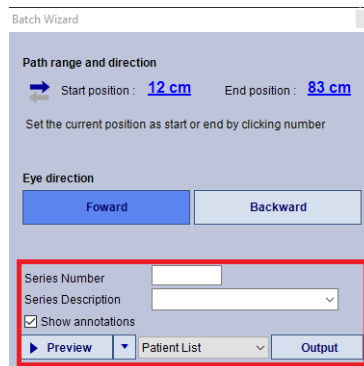 Batch Wizard
Path range and direction
Start position : 12 cm End position : 83 cm
Set the current position as start or end by clicking number
Eye direction
Foward Backward
Series Number
Series Description
Show annotations
Preview Patient List Output